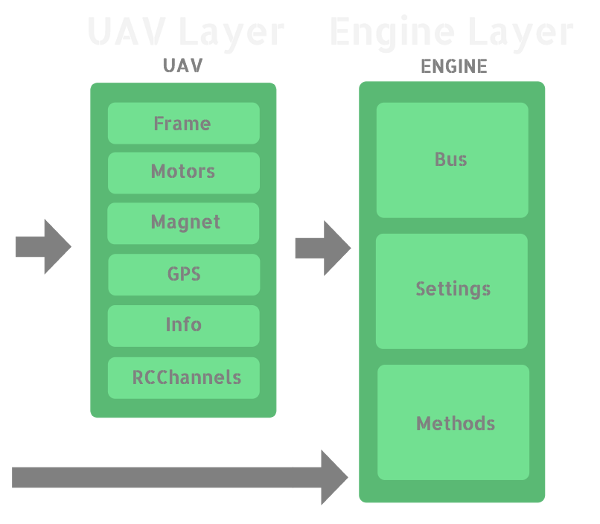 UAV Layer
Engine Layer
UAV
ENGINE
Frame
Motors
Magnet
GPS
Info
RCChannels
Bus
Settings
Methods